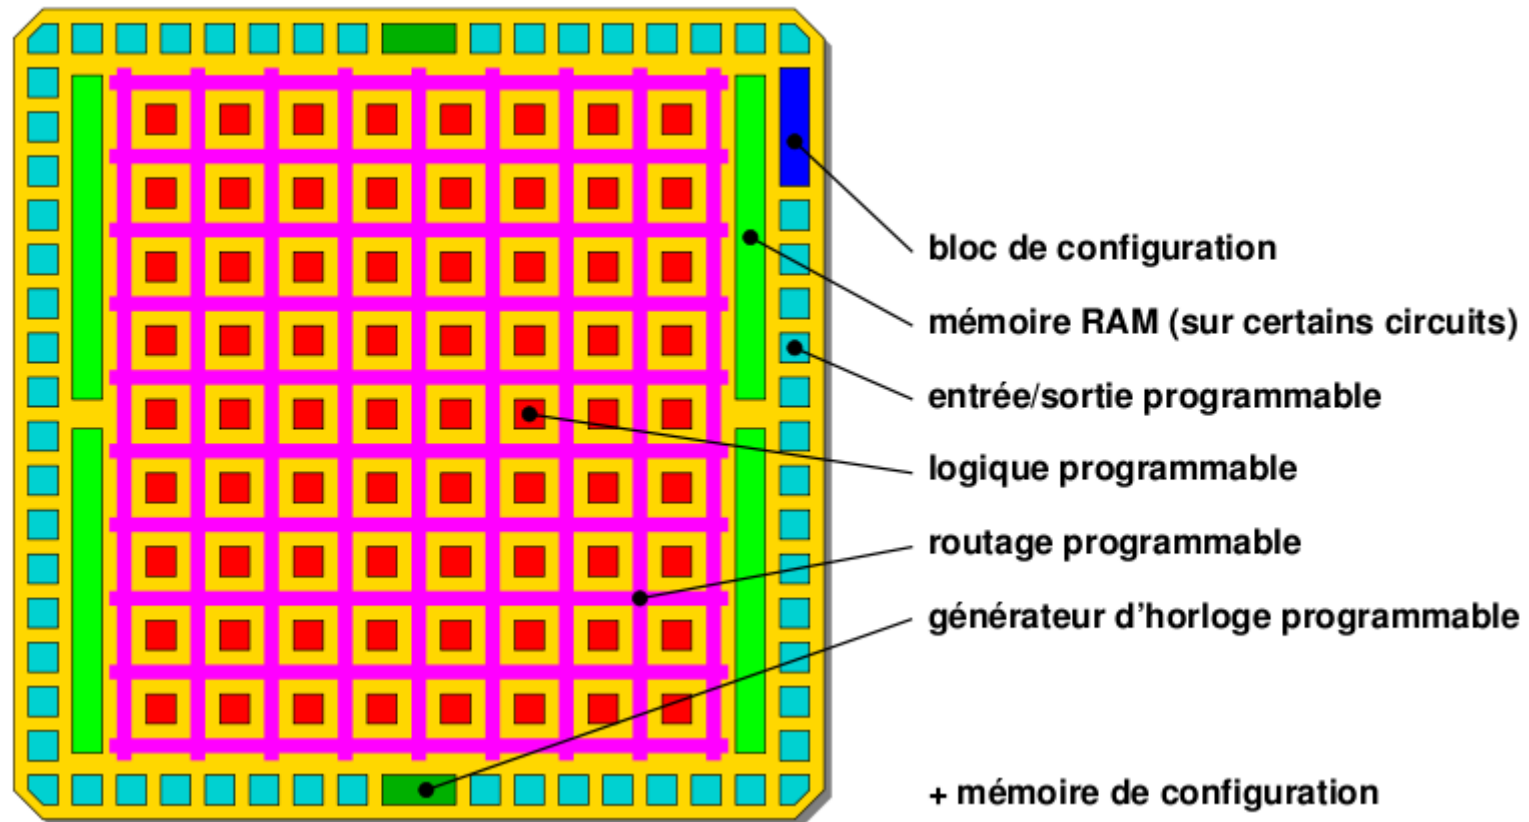 bloc de configuration
mémoire RAM (sur certains circuits)
entrée/sortie programmable
logique programmable
routage programmable
générateur d'horloge programmable
+ mémoire de configuration